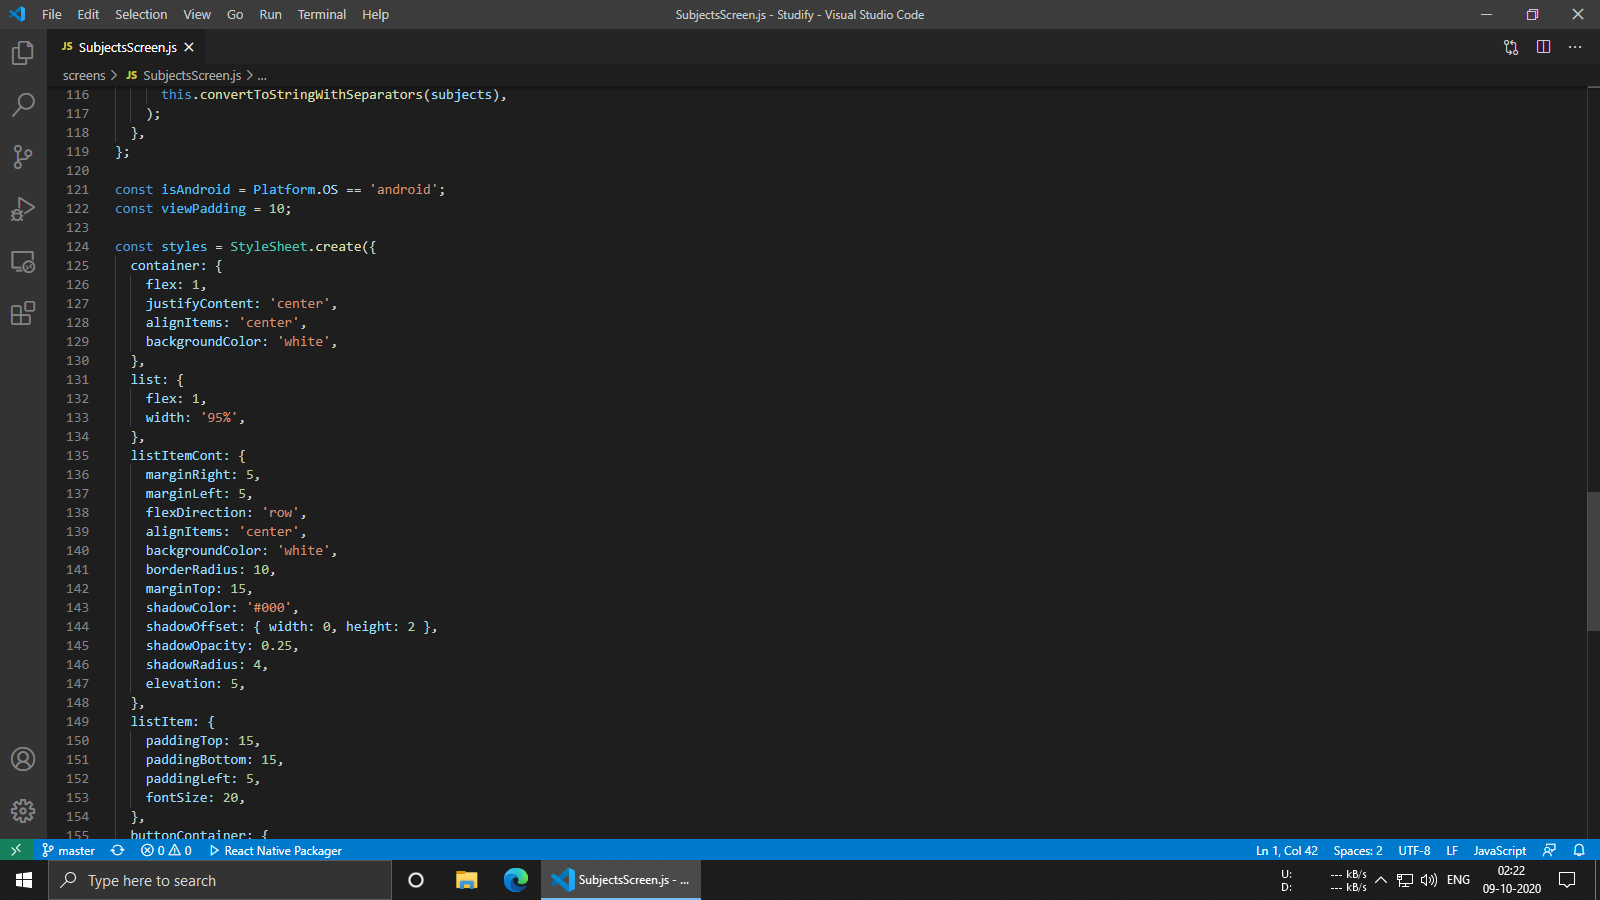 File Edit Selection View Go Run Terminal Help
SubjectsScreen.js - Studify - Visual Studio Code
JS SubjectsScreen.js
screens > JS SubjectsScreen.js > ...
116 this.convertToStringWithSeparators(subjects),
117 );
118 },
119 };
120
121 const isAndroid = Platform.OS == 'android';
122 const viewPadding = 10;
123
124 const styles = StyleSheet.create({
125 container: {
126 flex: 1,
127 justifyContent: 'center',
128 alignItems: 'center',
129 backgroundColor: 'white',
130 },
131 list: {
132 flex: 1,
133 width: '95%',
134 },
135 listItemCont: {
136 marginRight: 5,
137 marginLeft: 5,
138 flexDirection: 'row',
139 alignItems: 'center',
140 backgroundColor: 'white',
141 borderRadius: 10,
142 marginTop: 15,
143 shadowColor: '#000',
144 shadowOffset: { width: 0, height: 2 },
145 shadowOpacity: 0.25,
146 shadowRadius: 4,
147 elevation: 5,
148 },
149 listItem: {
150 paddingTop: 15,
151 paddingBottom: 15,
152 paddingLeft: 5,
153 fontSize: 20,
154 },
155 buttonContainer: {
master 0 0 React Native Packager
Ln 1, Col 42 Spaces: 2 UTF-8 LF JavaScript
Type here to search
SubjectsScreen.js - ...
U: --- kB/s
D: --- kB/s
ENG
02:22
09-10-2020